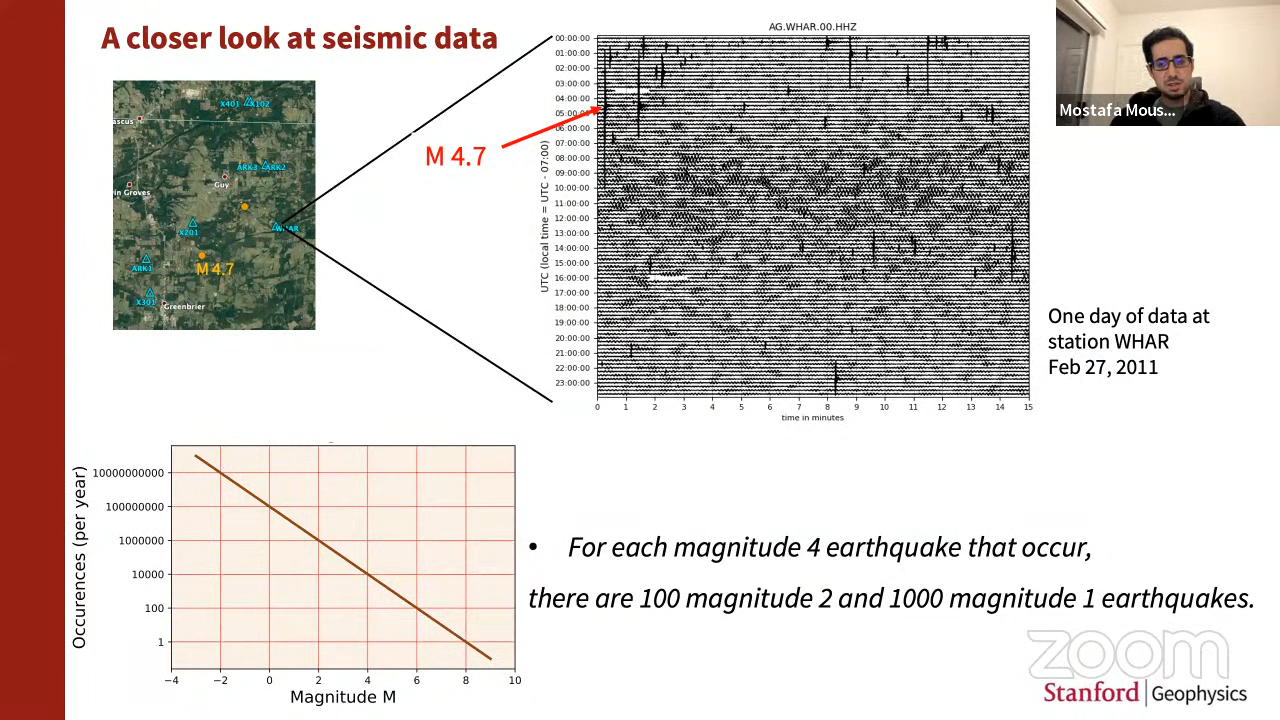 A closer look at seismic data
X401
X102
ascus
ARK3
ARK2
Guy
in Groves
WHAR
X201
ARK1
M 4.7
X301
Greenbrier
M 4.7
AG.WHAR.00.HHZ
UTC (local time = UTC - 07:00)
00:00:00
01:00:00
02:00:00
03:00:00
04:00:00
05:00:00
06:00:00
07:00:00
08:00:00
09:00:00
10:00:00
11:00:00
12:00:00
13:00:00
14:00:00
15:00:00
16:00:00
17:00:00
18:00:00
19:00:00
20:00:00
21:00:00
22:00:00
23:00:00
0 1 2 3 4 5 6 7 8 9 10 11 12 13 14 15
time in minutes
Mostafa Mous...
One day of data at
station WHAR
Feb 27, 2011
Occurences (per year)
10000000000
100000000
1000000
10000
100
1
−4 −2 0 2 4 6 8 10
Magnitude M
• For each magnitude 4 earthquake that occur,
there are 100 magnitude 2 and 1000 magnitude 1 earthquakes.
zoom
Stanford | Geophysics